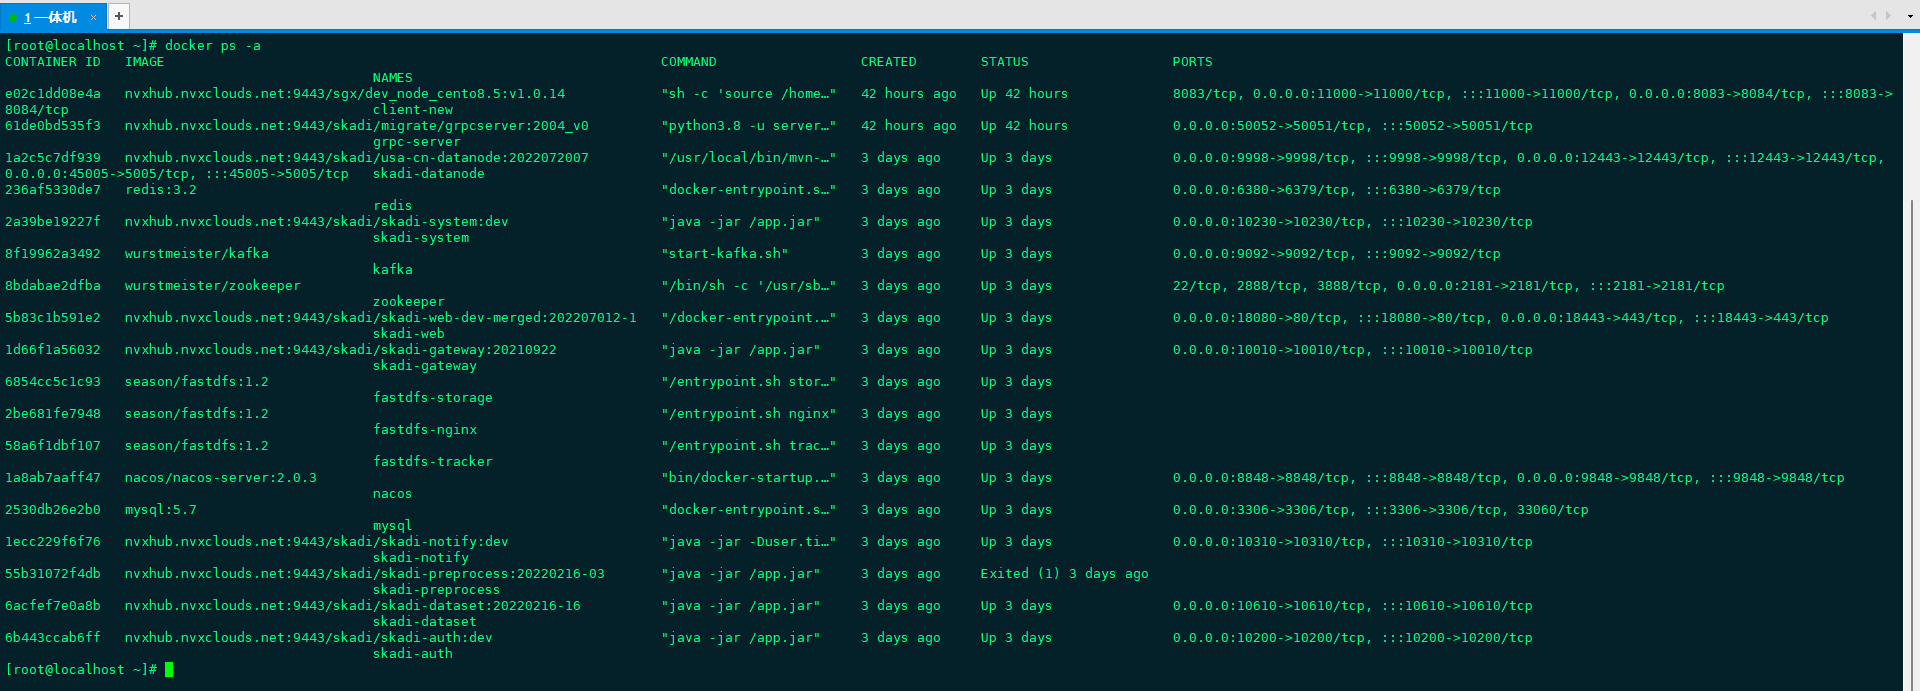 1 一体机 × +
[root@localhost ~]# docker ps -a
CONTAINER ID   IMAGE                                                              COMMAND                  CREATED        STATUS                  PORTS
                                              NAMES
e02c1dd08e4a   nvxhub.nvxclouds.net:9443/sgx/dev_node_cento8.5:v1.0.14            "sh -c 'source /home…"   42 hours ago   Up 42 hours             8083/tcp, 0.0.0.0:11000->11000/tcp, :::11000->11000/tcp, 0.0.0.0:8083->8084/tcp, :::8083->
8084/tcp                                      client-new
61de0bd535f3   nvxhub.nvxclouds.net:9443/skadi/migrate/grpcserver:2004_v0         "python3.8 -u server…"   42 hours ago   Up 42 hours             0.0.0.0:50052->50051/tcp, :::50052->50051/tcp
                                              grpc-server
1a2c5c7df939   nvxhub.nvxclouds.net:9443/skadi/usa-cn-datanode:2022072007         "/usr/local/bin/mvn-…"   3 days ago     Up 3 days               0.0.0.0:9998->9998/tcp, :::9998->9998/tcp, 0.0.0.0:12443->12443/tcp, :::12443->12443/tcp,
0.0.0.0:45005->5005/tcp, :::45005->5005/tcp   skadi-datanode
236af5330de7   redis:3.2                                                          "docker-entrypoint.s…"   3 days ago     Up 3 days               0.0.0.0:6380->6379/tcp, :::6380->6379/tcp
                                              redis
2a39be19227f   nvxhub.nvxclouds.net:9443/skadi/skadi-system:dev                   "java -jar /app.jar"     3 days ago     Up 3 days               0.0.0.0:10230->10230/tcp, :::10230->10230/tcp
                                              skadi-system
8f19962a3492   wurstmeister/kafka                                                 "start-kafka.sh"         3 days ago     Up 3 days               0.0.0.0:9092->9092/tcp, :::9092->9092/tcp
                                              kafka
8bdabae2dfba   wurstmeister/zookeeper                                             "/bin/sh -c '/usr/sb…"   3 days ago     Up 3 days               22/tcp, 2888/tcp, 3888/tcp, 0.0.0.0:2181->2181/tcp, :::2181->2181/tcp
                                              zookeeper
5b83c1b591e2   nvxhub.nvxclouds.net:9443/skadi/skadi-web-dev-merged:202207012-1   "/docker-entrypoint.…"   3 days ago     Up 3 days               0.0.0.0:18080->80/tcp, :::18080->80/tcp, 0.0.0.0:18443->443/tcp, :::18443->443/tcp
                                              skadi-web
1d66f1a56032   nvxhub.nvxclouds.net:9443/skadi/skadi-gateway:20210922             "java -jar /app.jar"     3 days ago     Up 3 days               0.0.0.0:10010->10010/tcp, :::10010->10010/tcp
                                              skadi-gateway
6854cc5c1c93   season/fastdfs:1.2                                                 "/entrypoint.sh stor…"   3 days ago     Up 3 days
                                              fastdfs-storage
2be681fe7948   season/fastdfs:1.2                                                 "/entrypoint.sh nginx"   3 days ago     Up 3 days
                                              fastdfs-nginx
58a6f1dbf107   season/fastdfs:1.2                                                 "/entrypoint.sh trac…"   3 days ago     Up 3 days
                                              fastdfs-tracker
1a8ab7aaff47   nacos/nacos-server:2.0.3                                           "bin/docker-startup.…"   3 days ago     Up 3 days               0.0.0.0:8848->8848/tcp, :::8848->8848/tcp, 0.0.0.0:9848->9848/tcp, :::9848->9848/tcp
                                              nacos
2530db26e2b0   mysql:5.7                                                          "docker-entrypoint.s…"   3 days ago     Up 3 days               0.0.0.0:3306->3306/tcp, :::3306->3306/tcp, 33060/tcp
                                              mysql
1ecc229f6f76   nvxhub.nvxclouds.net:9443/skadi/skadi-notify:dev                   "java -jar -Duser.ti…"   3 days ago     Up 3 days               0.0.0.0:10310->10310/tcp, :::10310->10310/tcp
                                              skadi-notify
55b31072f4db   nvxhub.nvxclouds.net:9443/skadi/skadi-preprocess:20220216-03       "java -jar /app.jar"     3 days ago     Exited (1) 3 days ago
                                              skadi-preprocess
6acfef7e0a8b   nvxhub.nvxclouds.net:9443/skadi/skadi-dataset:20220216-16          "java -jar /app.jar"     3 days ago     Up 3 days               0.0.0.0:10610->10610/tcp, :::10610->10610/tcp
                                              skadi-dataset
6b443ccab6ff   nvxhub.nvxclouds.net:9443/skadi/skadi-auth:dev                     "java -jar /app.jar"     3 days ago     Up 3 days               0.0.0.0:10200->10200/tcp, :::10200->10200/tcp
                                              skadi-auth
[root@localhost ~]#